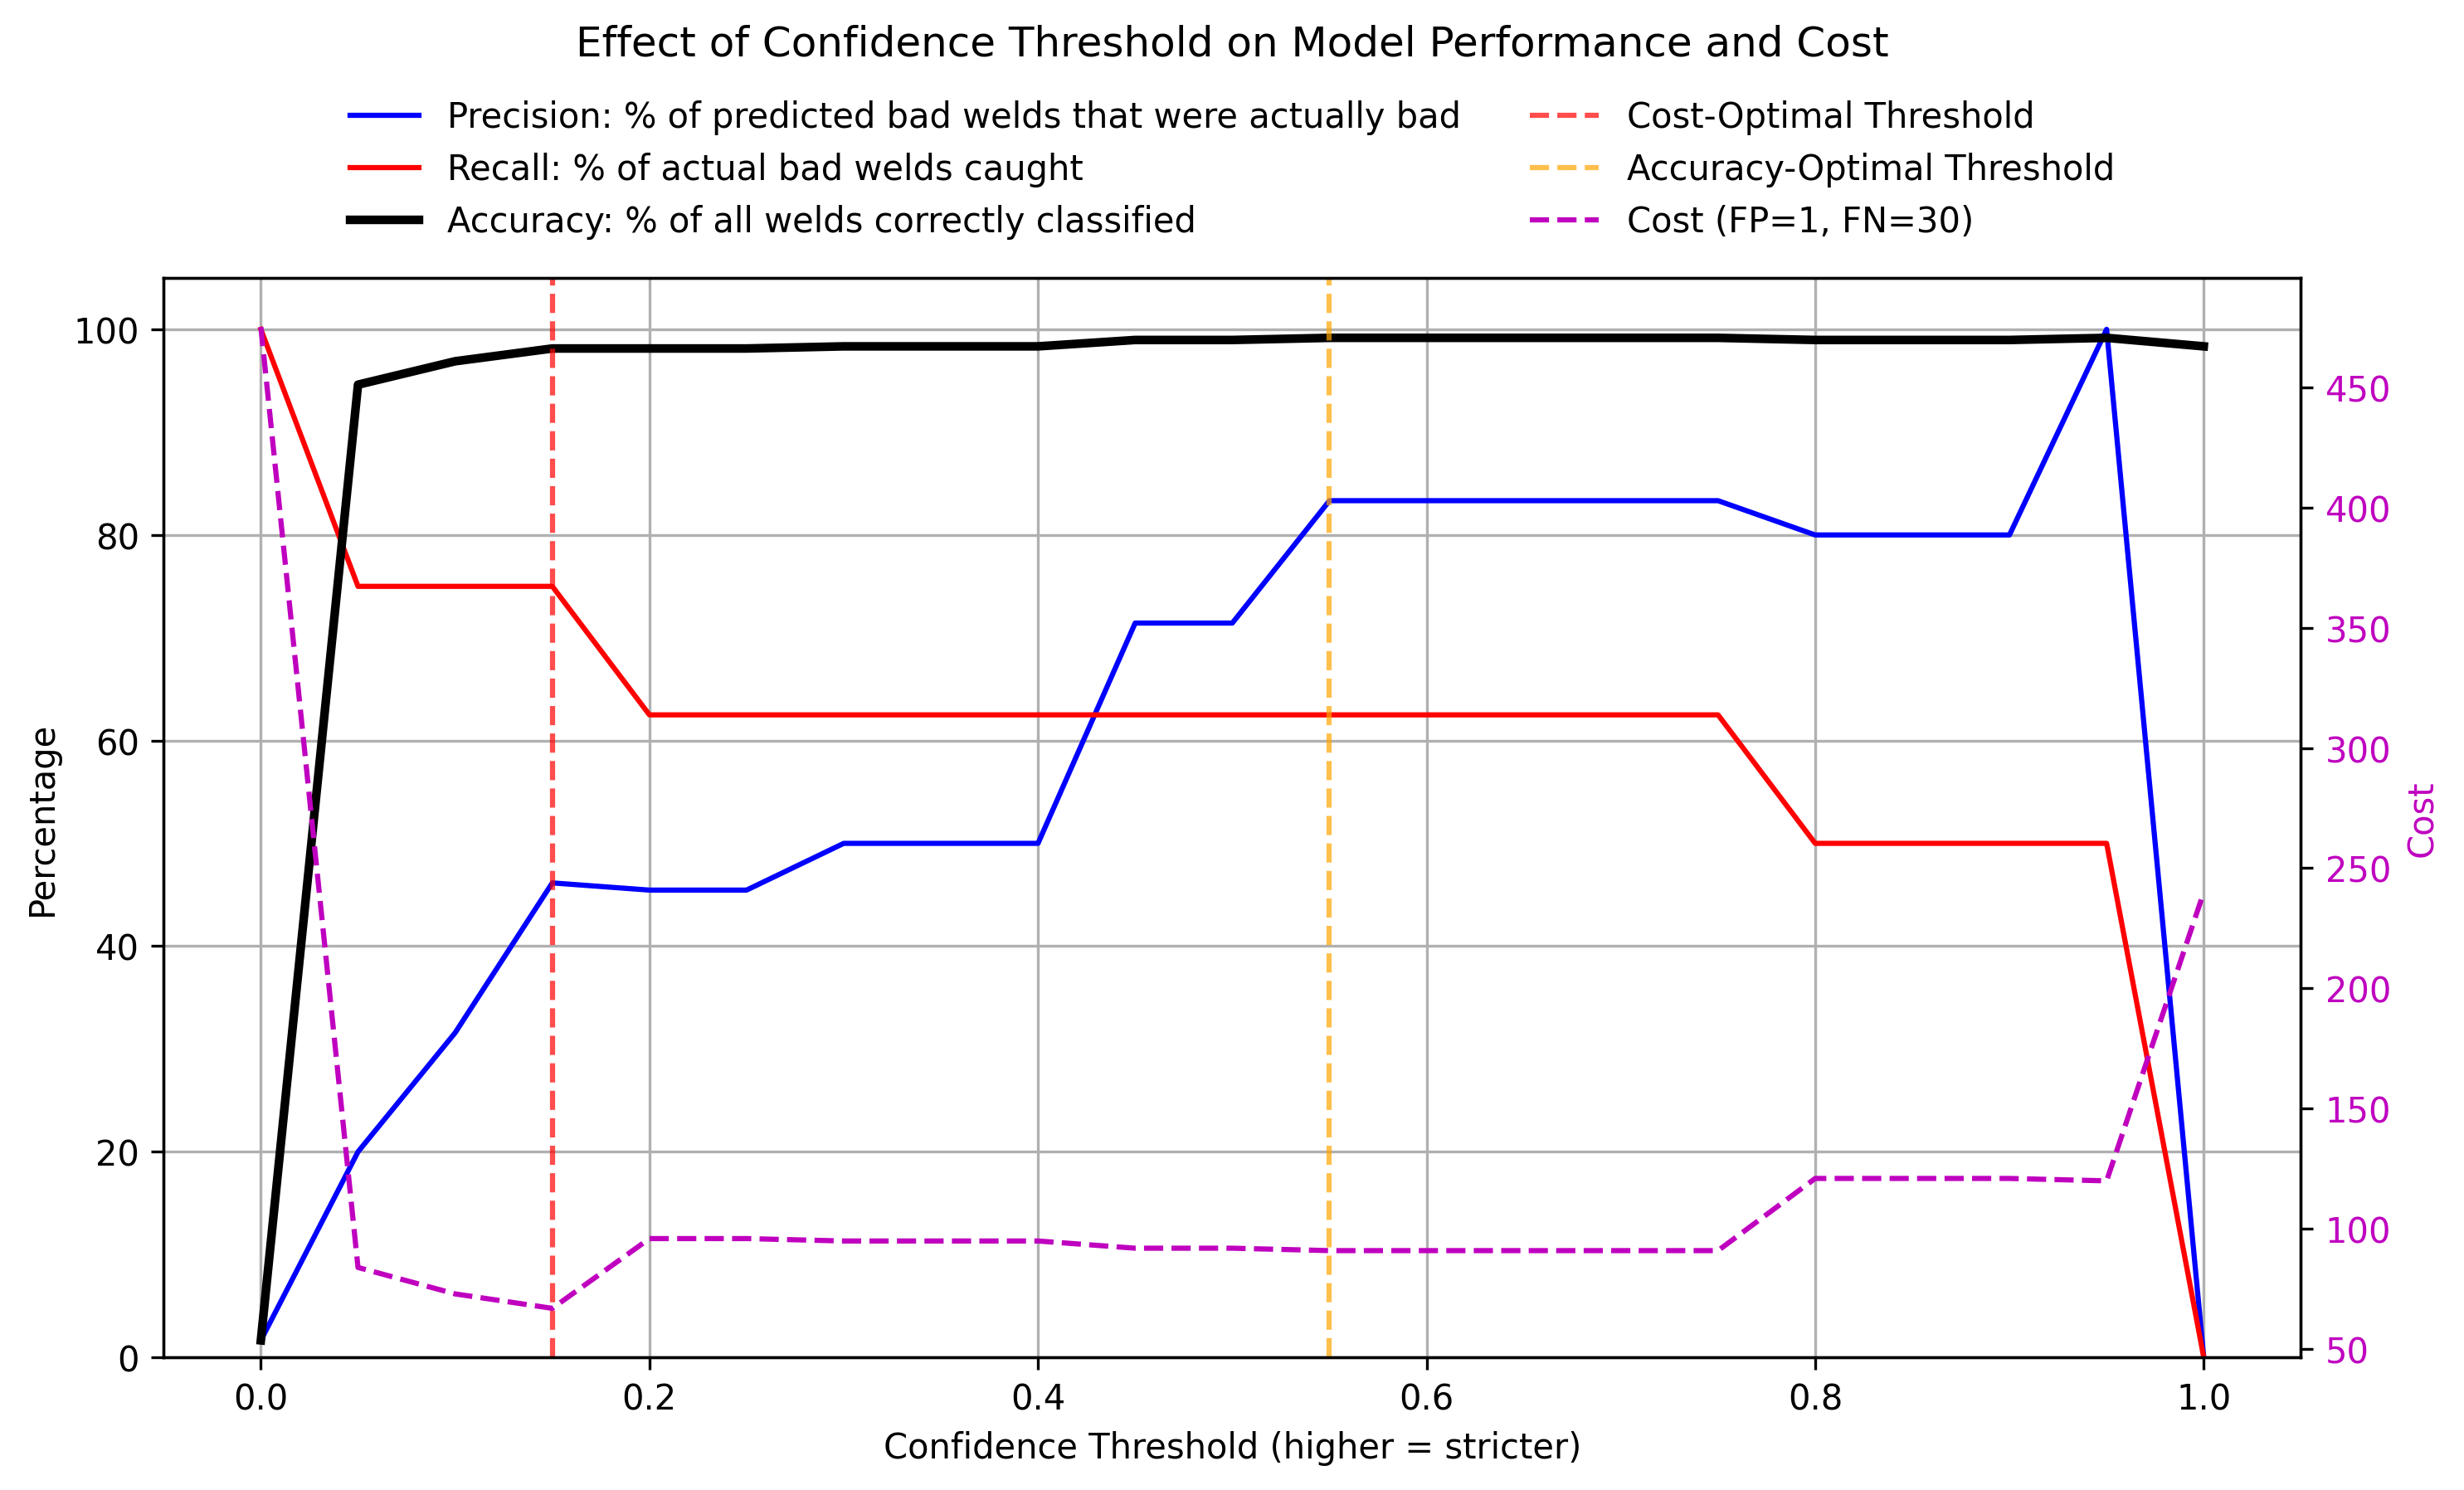 Effect of Confidence Threshold on Model Performance and Cost
Precision: % of predicted bad welds that were actually bad
Recall: % of actual bad welds caught
Accuracy: % of all welds correctly classified
Cost-Optimal Threshold
Accuracy-Optimal Threshold
Cost (FP=1, FN=30)
Percentage
100
80
60
40
20
0
0.0
0.2
0.4
0.6
0.8
1.0
Confidence Threshold (higher = stricter)
450
400
350
300
250
200
150
100
50
Cost